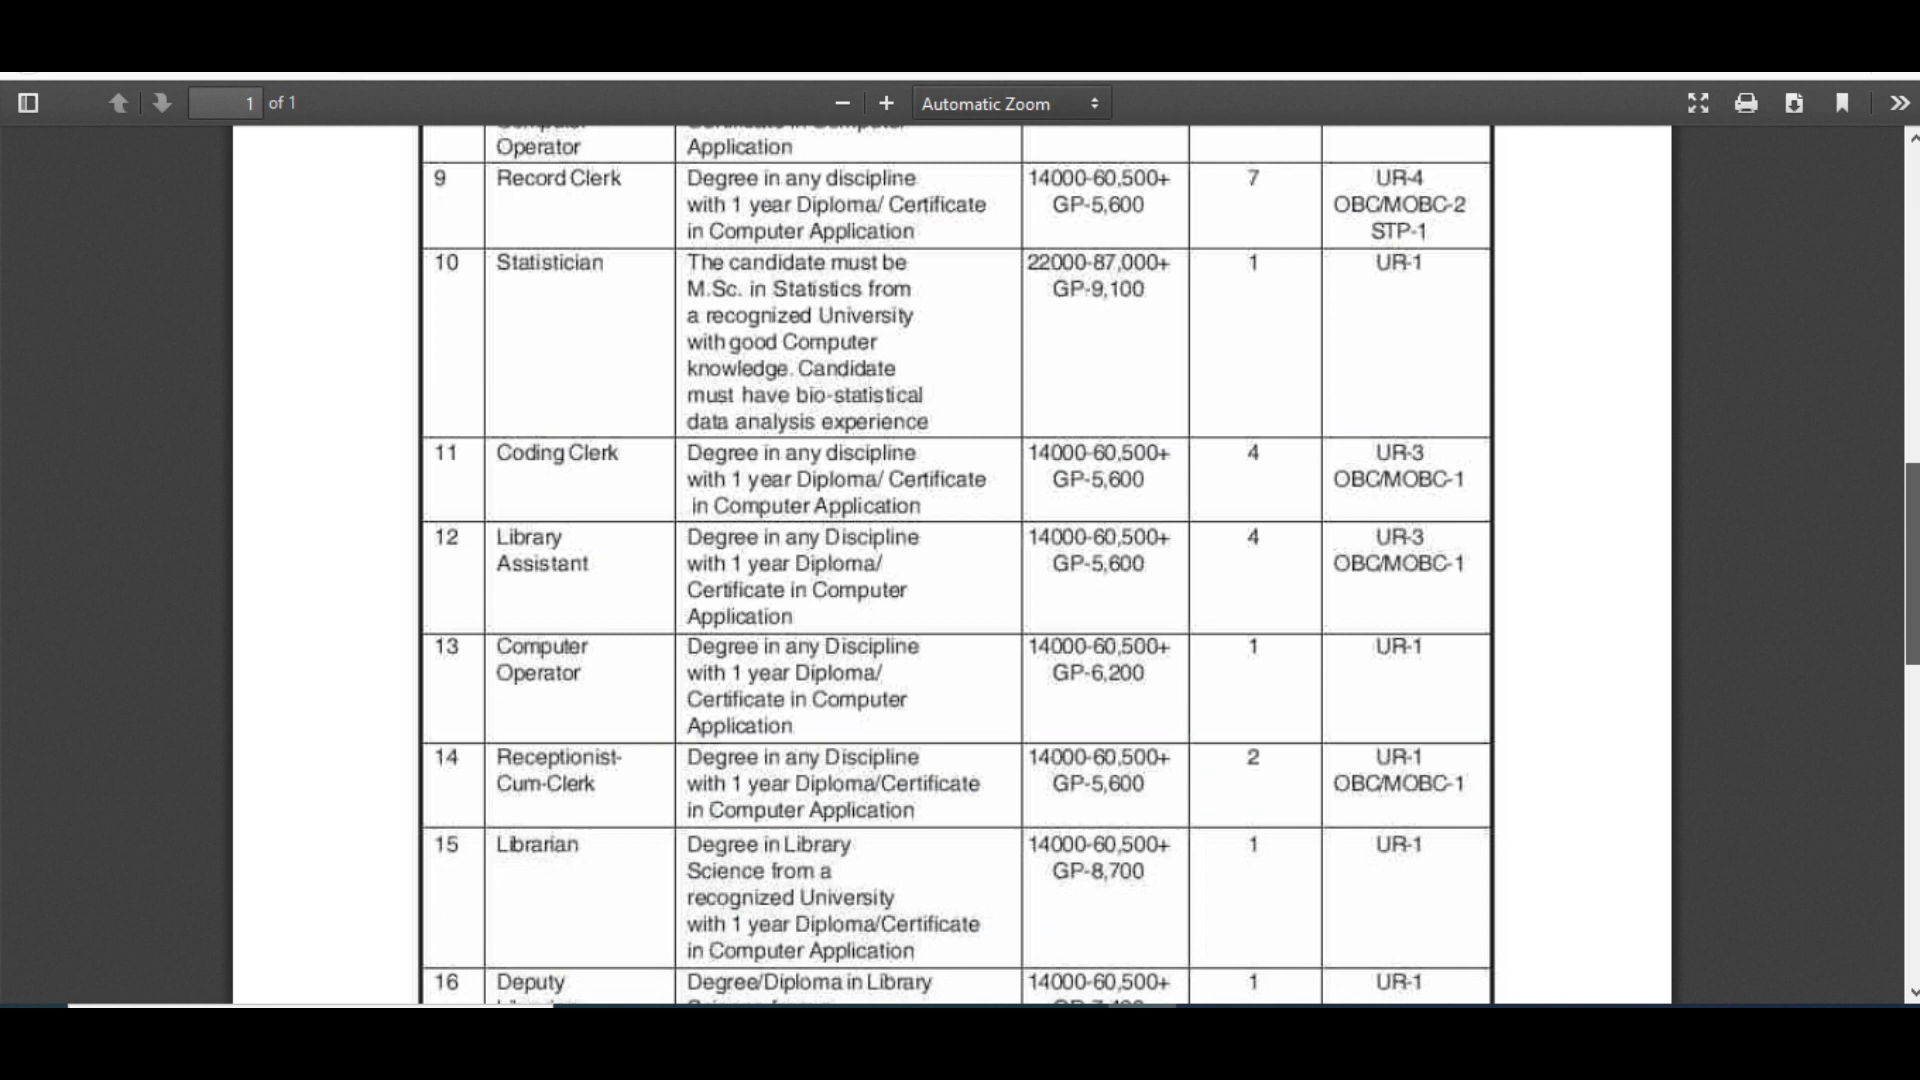 1 of 1
Automatic Zoom
Operator
Application
9 Record Clerk Degree in any discipline 14000-60,500+ 7 UR-4
with 1 year Diploma/ Certificate GP-5,600 OBC/MOBC-2
in Computer Application STP-1
10 Statistician The candidate must be 22000-87,000+ 1 UR-1
M.Sc. in Statistics from GP-9,100
a recognized University
with good Computer
knowledge. Candidate
must have bio-statistical
data analysis experience
11 Coding Clerk Degree in any discipline 14000-60,500+ 4 UR-3
with 1 year Diploma/ Certificate GP-5,600 OBC/MOBC-1
in Computer Application
12 Library Degree in any Discipline 14000-60,500+ 4 UR-3
Assistant with 1 year Diploma/ GP-5,600 OBC/MOBC-1
Certificate in Computer
Application
13 Computer Degree in any Discipline 14000-60,500+ 1 UR-1
Operator with 1 year Diploma/ GP-6,200
Certificate in Computer
Application
14 Receptionist- Degree in any Discipline 14000-60,500+ 2 UR-1
Cum-Clerk with 1 year Diploma/Certificate GP-5,600 OBC/MOBC-1
in Computer Application
15 Librarian Degree in Library 14000-60,500+ 1 UR-1
Science from a GP-8,700
recognized University
with 1 year Diploma/Certificate
in Computer Application
16 Deputy Degree/Diploma in Library 14000-60,500+ 1 UR-1